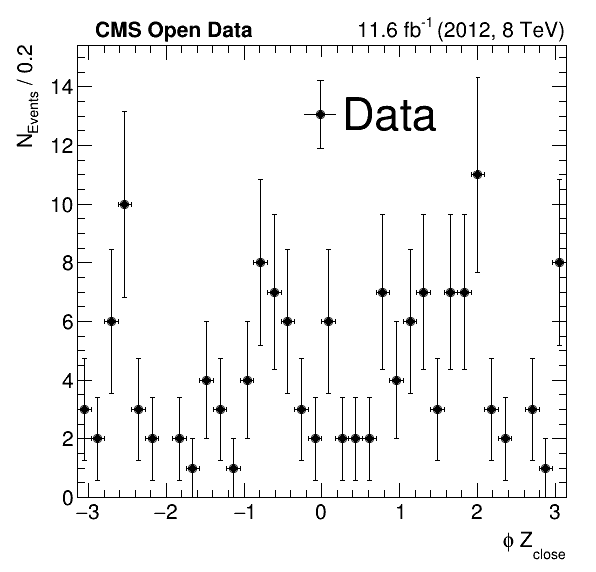 CMS Open Data 11.6 fb⁻¹ (2012, 8 TeV)
N_Events / 0.2
Data
14
12
10
8
6
4
2
0
−3 −2 −1 0 1 2 3
ϕ Z_close